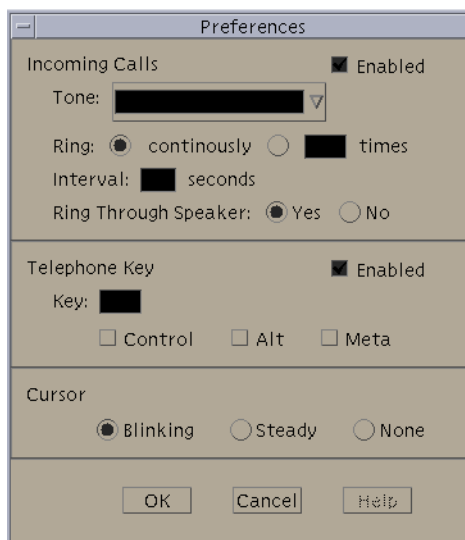 Preferences
Incoming Calls Enabled
Tone:
Ring: continously times
Interval: seconds
Ring Through Speaker: Yes No
Telephone Key Enabled
Key:
Control Alt Meta
Cursor
Blinking Steady None
OK Cancel Help